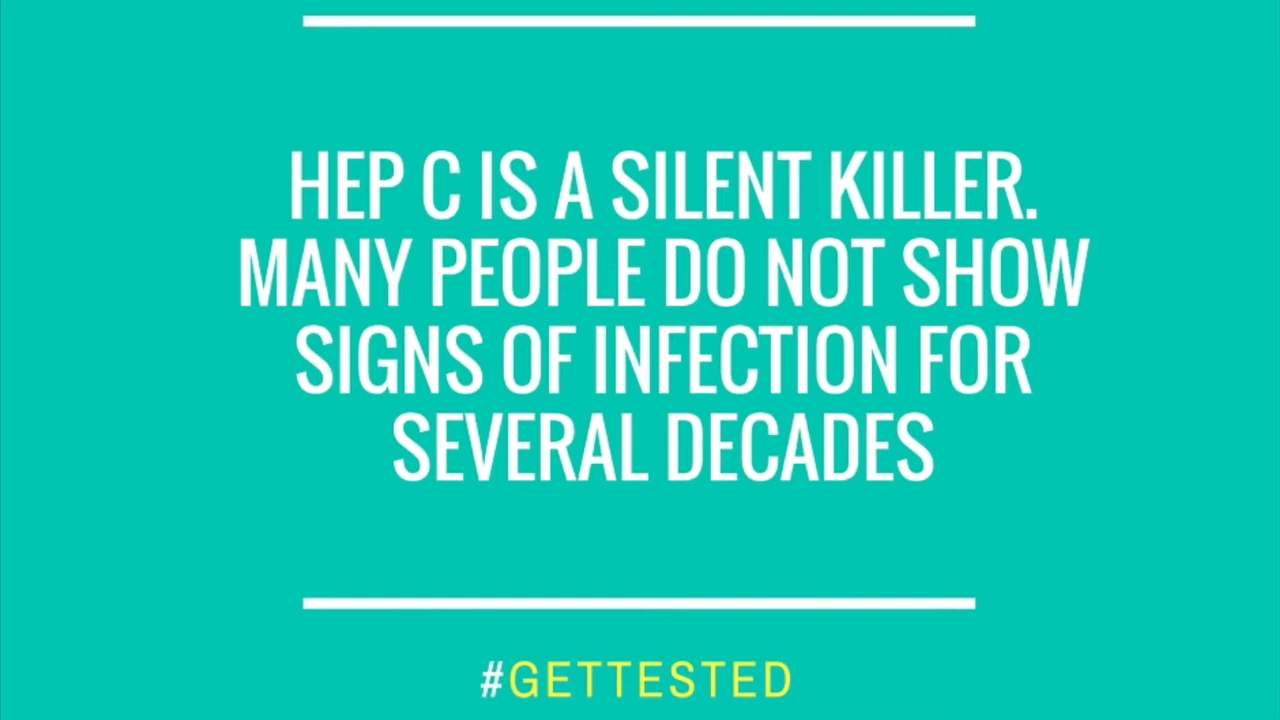 HEP C IS A SILENT KILLER.
MANY PEOPLE DO NOT SHOW
SIGNS OF INFECTION FOR
SEVERAL DECADES
#GETTESTED